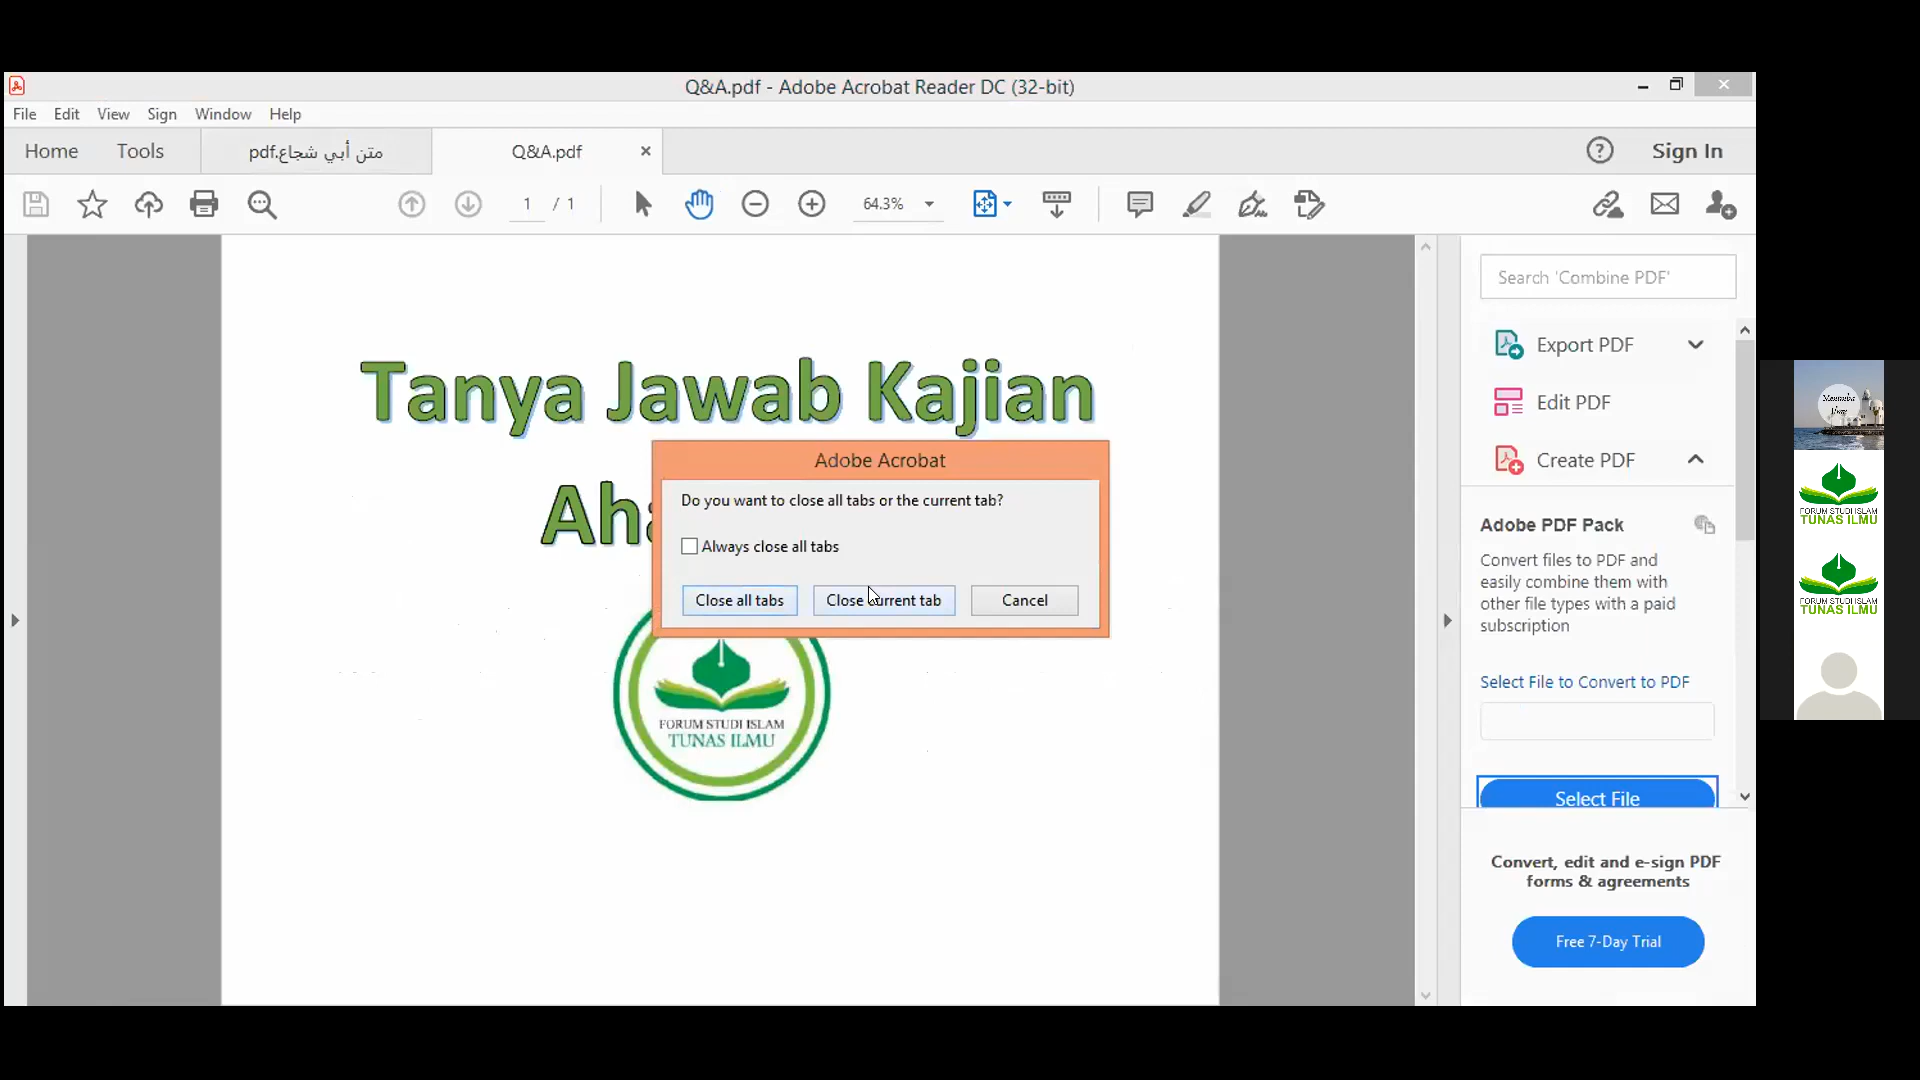 Q&A.pdf - Adobe Acrobat Reader DC (32-bit)
File Edit View Sign Window Help
Home Tools متن أبي شجاع.pdf Q&A.pdf Sign In
1 / 1 64.3%
Search 'Combine PDF'
Export PDF
Edit PDF
Create PDF
Adobe PDF Pack
Convert files to PDF and
easily combine them with
other file types with a paid
subscription
Select File to Convert to PDF
Select File
Convert, edit and e-sign PDF
forms & agreements
Free 7-Day Trial
Tanya Jawab Kajian
Adobe Acrobat
Do you want to close all tabs or the current tab?
Always close all tabs
Close all tabs Close current tab Cancel
FORUM STUDI ISLAM
TUNAS ILMU
FORUM STUDI ISLAM
TUNAS ILMU
FORUM STUDI ISLAM
TUNAS ILMU